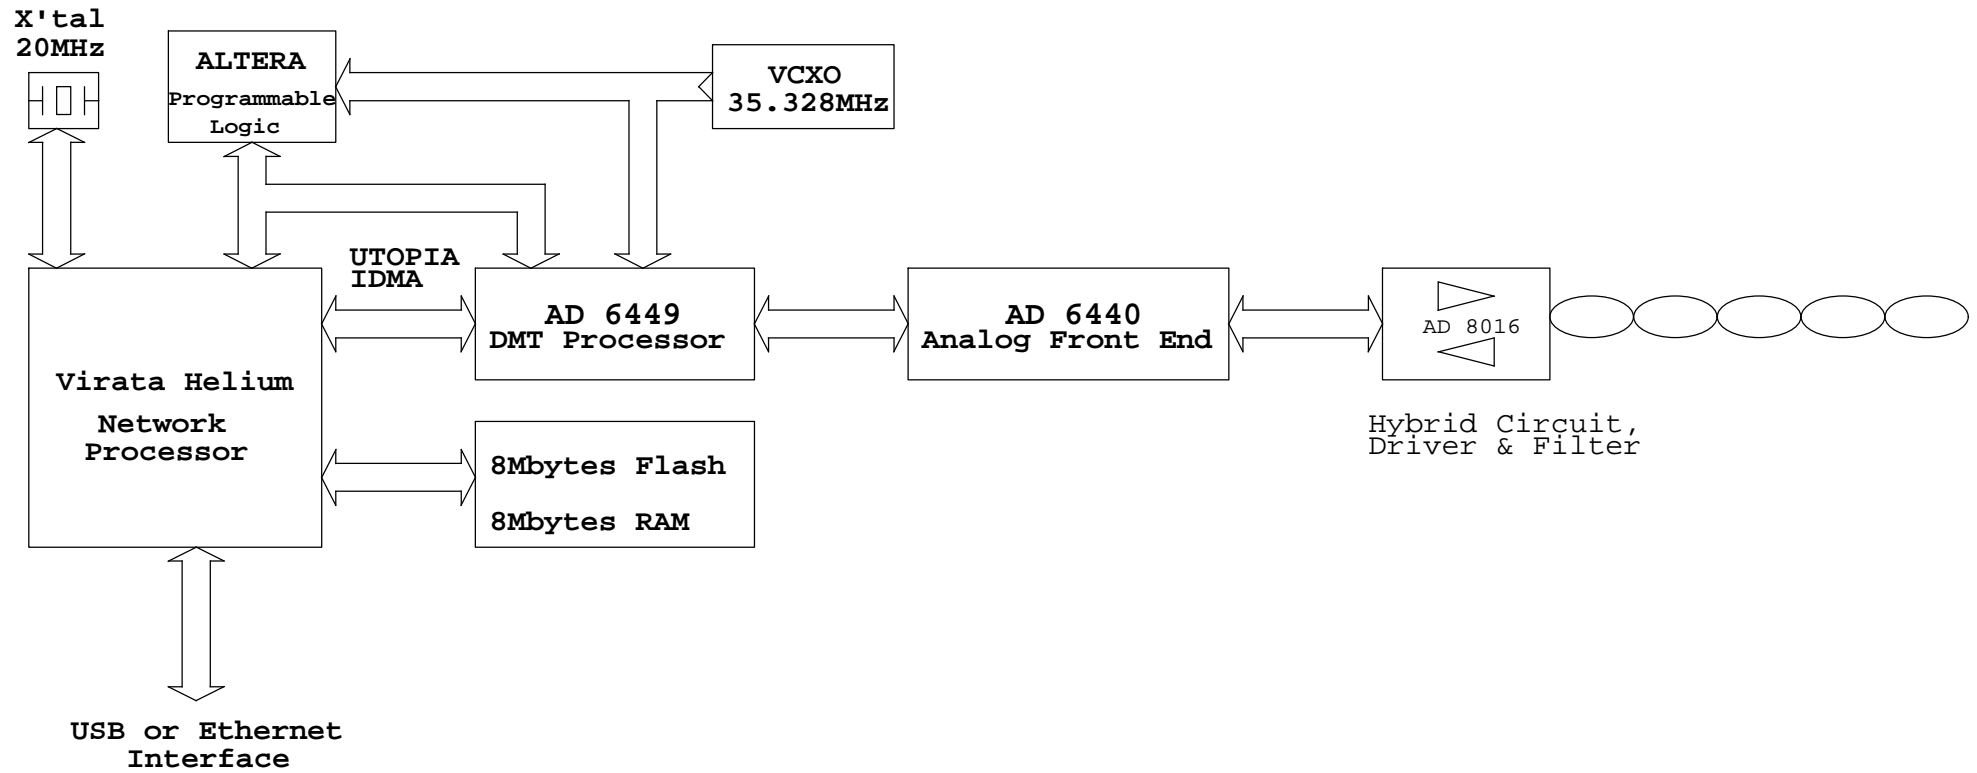 X'tal
20MHz
ALTERA
Programmable
Logic
VCXO
35.328MHz
UTOPIA
IDMA
AD 6449
DMT Processor
AD 6440
Analog Front End
AD 8016
Hybrid Circuit,
Driver & Filter
Virata Helium
Network
Processor
8Mbytes Flash
8Mbytes RAM
USB or Ethernet
Interface